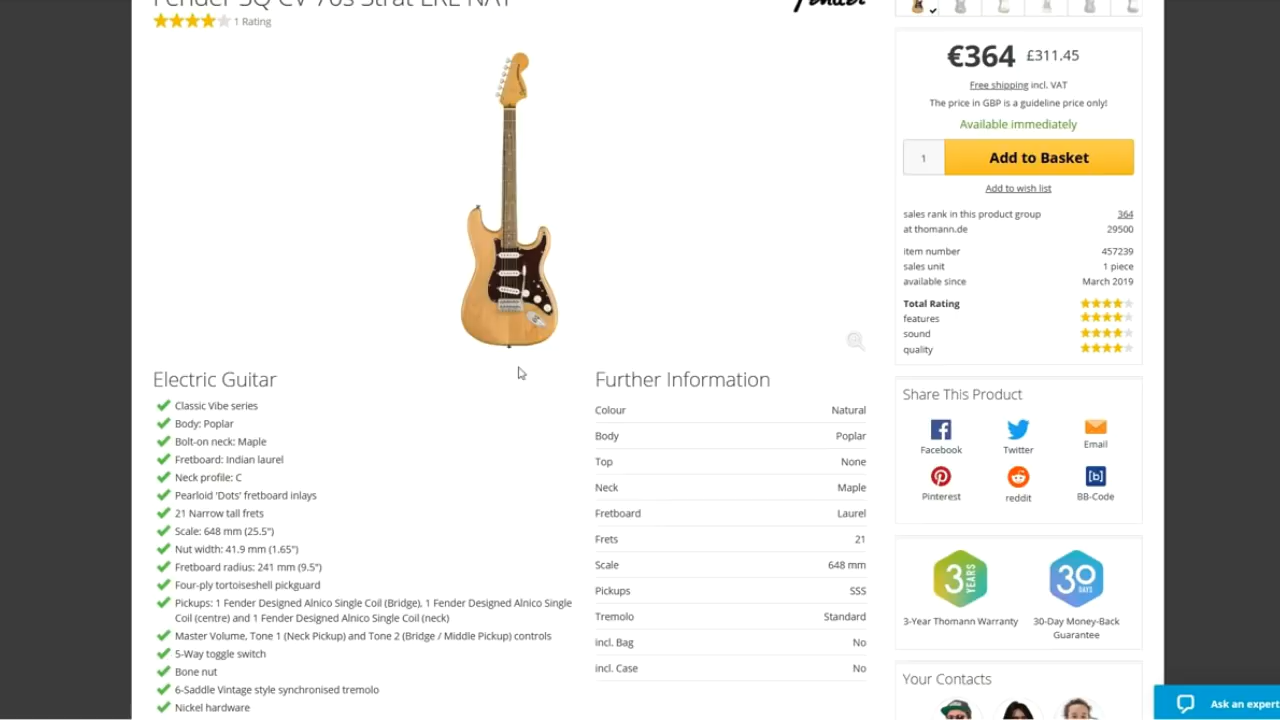 Fender SQ CV 70s Strat LRL NAT
1 Rating
Fender
€364 £311.45
Free shipping incl. VAT
The price in GBP is a guideline price only!
Available immediately
1 Add to Basket
Add to wish list
sales rank in this product group 364
at thomann.de 29500
item number 457239
sales unit 1 piece
available since March 2019
Total Rating
features
sound
quality
Electric Guitar
Classic Vibe series
Body: Poplar
Bolt-on neck: Maple
Fretboard: Indian laurel
Neck profile: C
Pearloid 'Dots' fretboard inlays
21 Narrow tall frets
Scale: 648 mm (25.5")
Nut width: 41.9 mm (1.65")
Fretboard radius: 241 mm (9.5")
Four-ply tortoiseshell pickguard
Pickups: 1 Fender Designed Alnico Single Coil (Bridge), 1 Fender Designed Alnico Single
Coil (centre) and 1 Fender Designed Alnico Single Coil (neck)
Master Volume, Tone 1 (Neck Pickup) and Tone 2 (Bridge / Middle Pickup) controls
5-Way toggle switch
Bone nut
6-Saddle Vintage style synchronised tremolo
Nickel hardware
Further Information
Colour Natural
Body Poplar
Top None
Neck Maple
Fretboard Laurel
Frets 21
Scale 648 mm
Pickups SSS
Tremolo Standard
incl. Bag No
incl. Case No
Share This Product
Facebook
Twitter
Email
Pinterest
reddit
[b]
BB-Code
3 YEARS
30 DAYS
3-Year Thomann Warranty
30-Day Money-Back
Guarantee
Your Contacts
Ask an expert